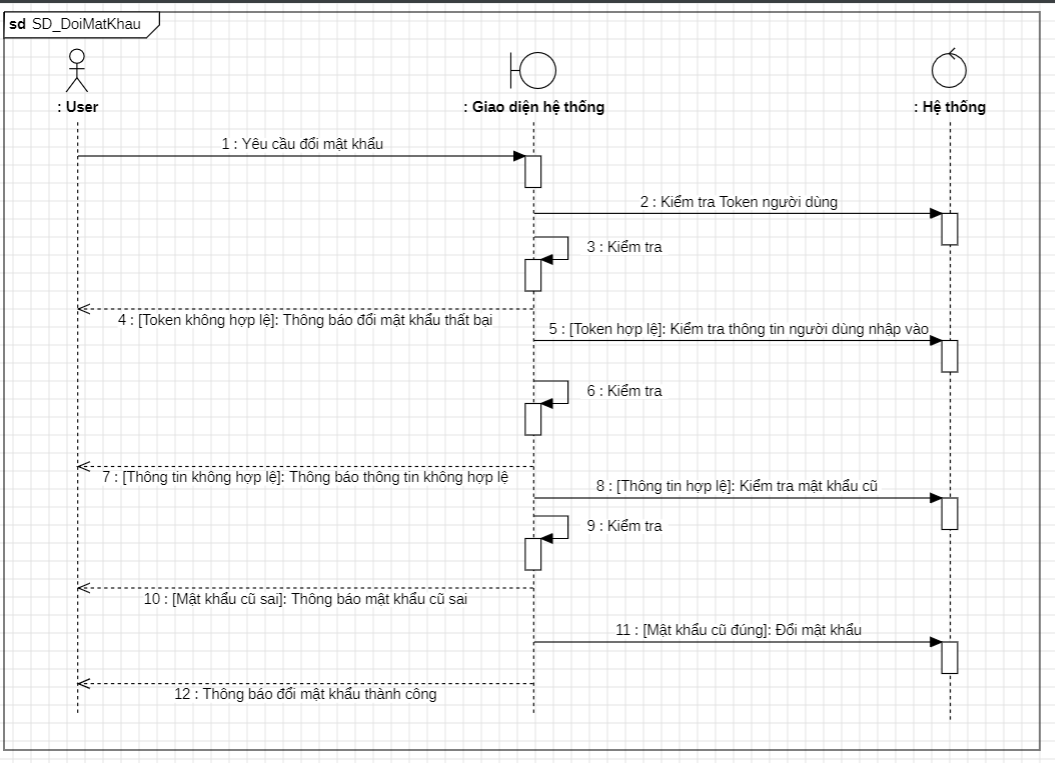 sd SD_DoiMatKhau
: User
: Giao diện hệ thống
: Hệ thống
1 : Yêu cầu đổi mật khẩu
2 : Kiểm tra Token người dùng
3 : Kiểm tra
4 : [Token không hợp lệ]: Thông báo đổi mật khẩu thất bại
5 : [Token hợp lệ]: Kiểm tra thông tin người dùng nhập vào
6 : Kiểm tra
7 : [Thông tin không hợp lệ]: Thông báo thông tin không hợp lệ
8 : [Thông tin hợp lệ]: Kiểm tra mật khẩu cũ
9 : Kiểm tra
10 : [Mật khẩu cũ sai]: Thông báo mật khẩu cũ sai
11 : [Mật khẩu cũ đúng]: Đổi mật khẩu
12 : Thông báo đổi mật khẩu thành công